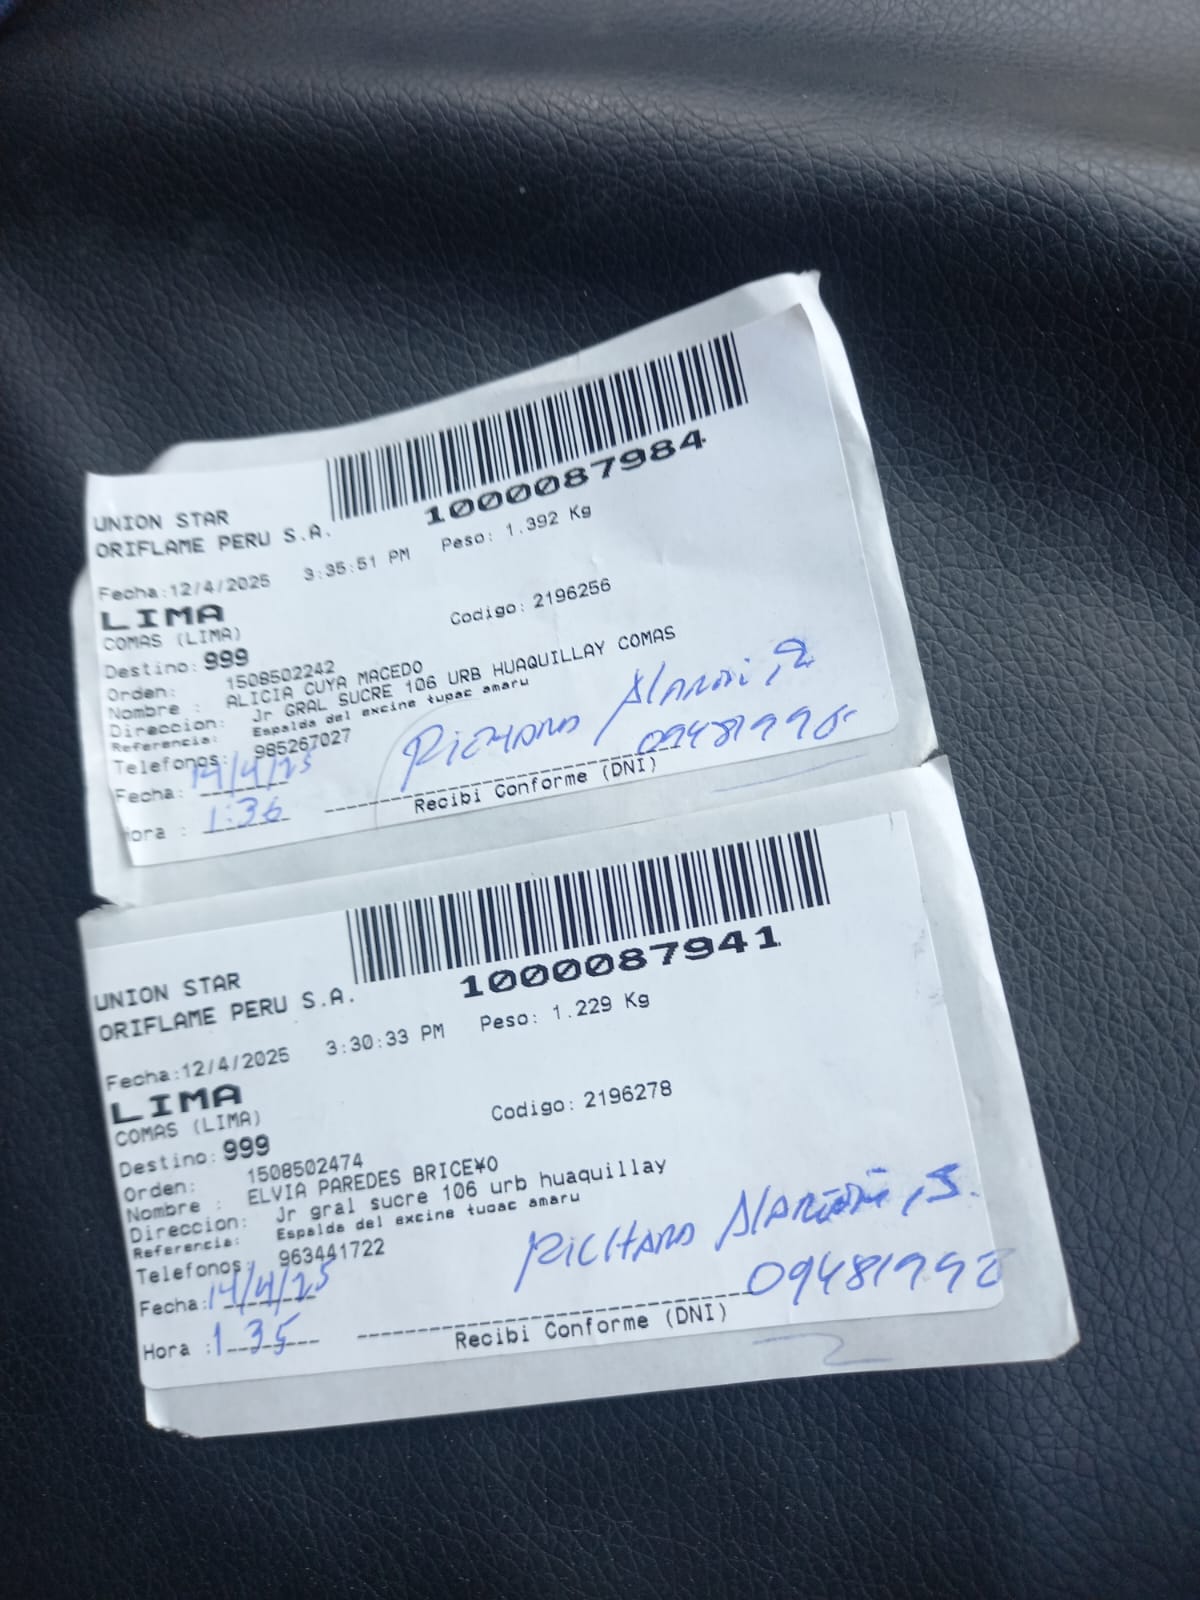 1000087984
UNION STAR
ORIFLAME PERU S.A.
Fecha:12/4/2025 3:35:51 PM Peso: 1.392 Kg
LIMA
COMAS (LIMA) Codigo: 2196256
Destino: 999
Orden: 1508502242
Nombre : ALICIA CUYA MACEDO
Direccion: Jr GRAL SUCRE 106 URB HUAQUILLAY COMAS
Referencia: Espalda del excine tupac amaru
Telefonos: 985267027
Fecha: 14/4/25
Hora : 1:36
RICHARD
Recibi Conforme (DNI)
1000087941
UNION STAR
ORIFLAME PERU S.A.
Fecha:12/4/2025 3:30:33 PM Peso: 1.229 Kg
LIMA
COMAS (LIMA) Codigo: 2196278
Destino: 999
Orden: 1508502474
Nombre : ELVIA PAREDES BRICE¥O
Direccion: Jr gral sucre 106 urb huaquillay
Referencia: Espalda del excine tupac amaru
Telefonos: 963441722
Fecha: 14/4/25
Hora : 1 35
RICHARD
Recibi Conforme (DNI)